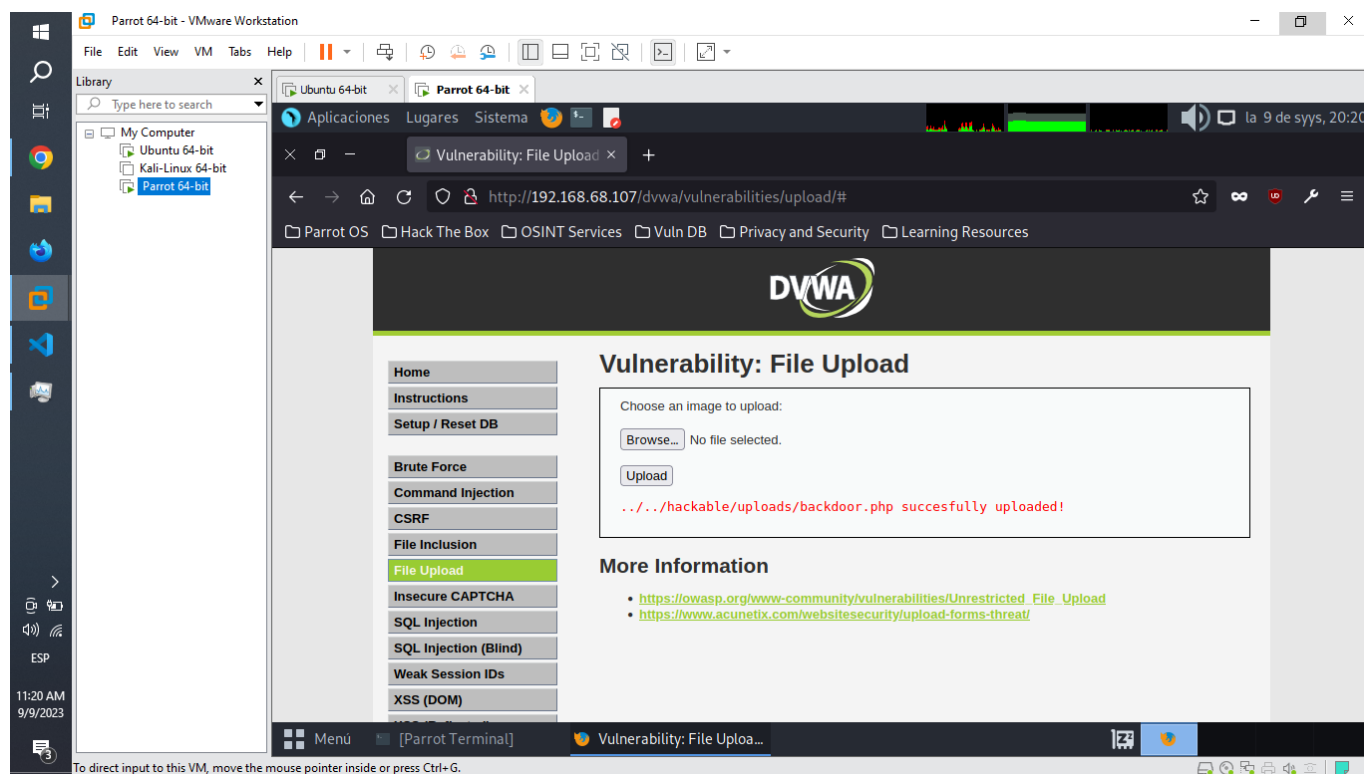 Parrot 64-bit - VMware Workstation
File Edit View VM Tabs Help
Library
Type here to search
My Computer
Ubuntu 64-bit
Kali-Linux 64-bit
Parrot 64-bit
Ubuntu 64-bit
Parrot 64-bit
Aplicaciones Lugares Sistema
la 9 de syys, 20:20
Vulnerability: File Upload
http://192.168.68.107/dvwa/vulnerabilities/upload/#
Parrot OS Hack The Box OSINT Services Vuln DB Privacy and Security Learning Resources
DVWA
Home
Instructions
Setup / Reset DB
Brute Force
Command Injection
CSRF
File Inclusion
File Upload
Insecure CAPTCHA
SQL Injection
SQL Injection (Blind)
Weak Session IDs
XSS (DOM)
Vulnerability: File Upload
Choose an image to upload:
Browse... No file selected.
Upload
../../hackable/uploads/backdoor.php succesfully uploaded!
More Information
https://owasp.org/www-community/vulnerabilities/Unrestricted_File_Upload
https://www.acunetix.com/websitesecurity/upload-forms-threat/
Menú [Parrot Terminal] Vulnerability: File Uploa...
To direct input to this VM, move the mouse pointer inside or press Ctrl+G.
ESP
11:20 AM
9/9/2023
3